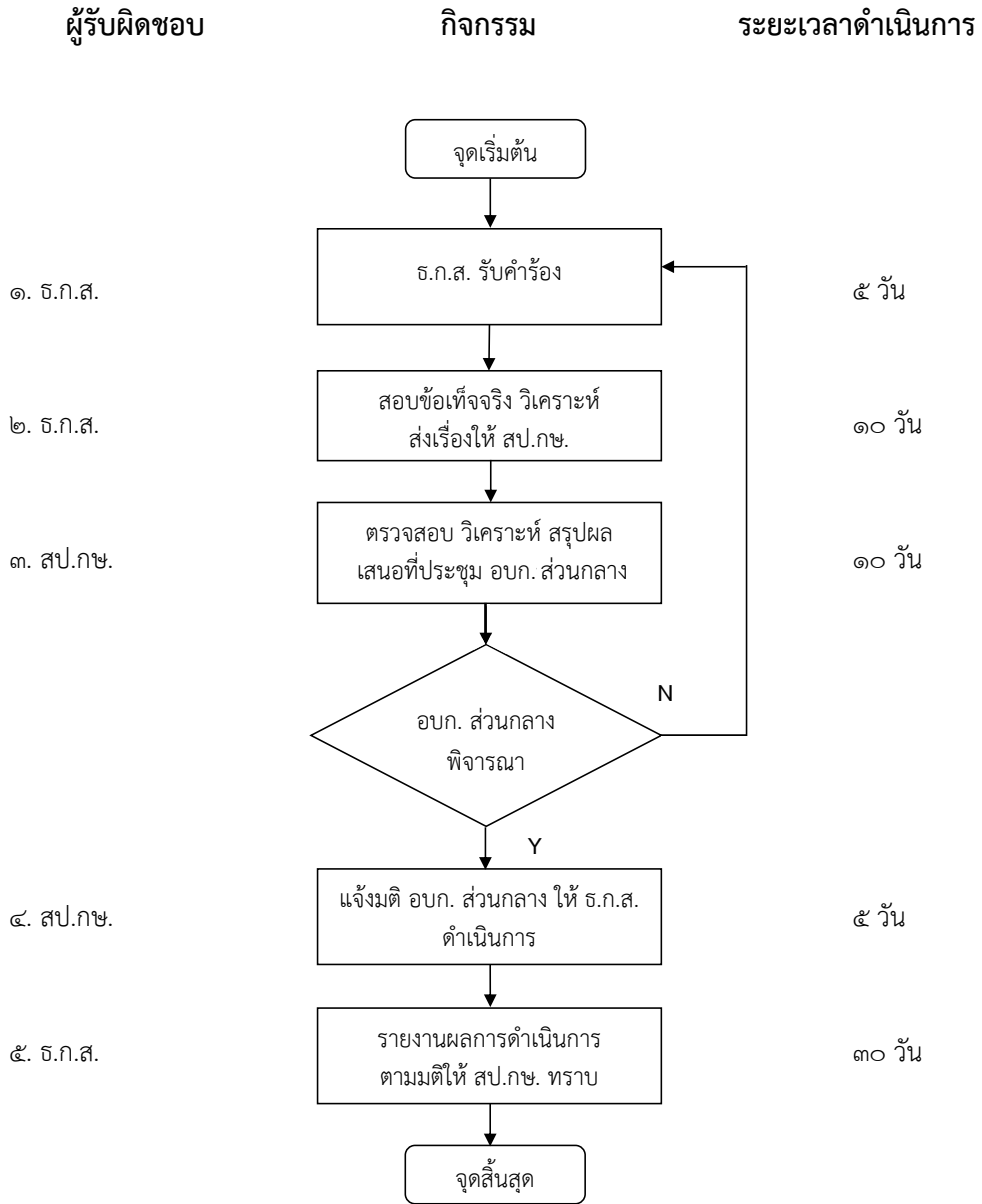 ผู้รับผิดชอบ กิจกรรม ระยะเวลาดำเนินการ
จุดเริ่มต้น
ธ.ก.ส. รับคำร้อง
๑. ธ.ก.ส. ๕ วัน
สอบข้อเท็จจริง วิเคราะห์
ส่งเรื่องให้ สป.กษ.
๒. ธ.ก.ส. ๑๐ วัน
ตรวจสอบ วิเคราะห์ สรุปผล
เสนอที่ประชุม อบก. ส่วนกลาง
๓. สป.กษ. ๑๐ วัน
N
อบก. ส่วนกลาง
พิจารณา
Y
แจ้งมติ อบก. ส่วนกลาง ให้ ธ.ก.ส.
ดำเนินการ
๔. สป.กษ. ๕ วัน
รายงานผลการดำเนินการ
ตามมติให้ สป.กษ. ทราบ
๕. ธ.ก.ส. ๓๐ วัน
จุดสิ้นสุด